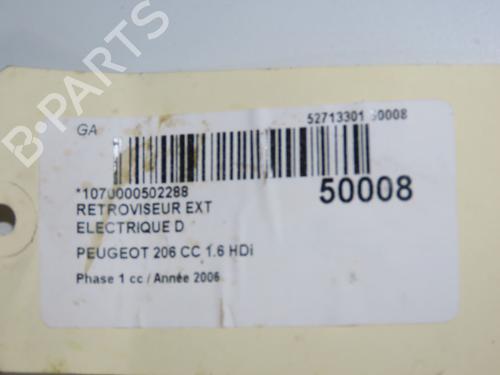 B-PARTS
GA
52713301 50008
*1070000502288
50008
RETROVISEUR EXT
ELECTRIQUE D
PEUGEOT 206 CC 1.6 HDi
Phase 1 cc / Année 2006